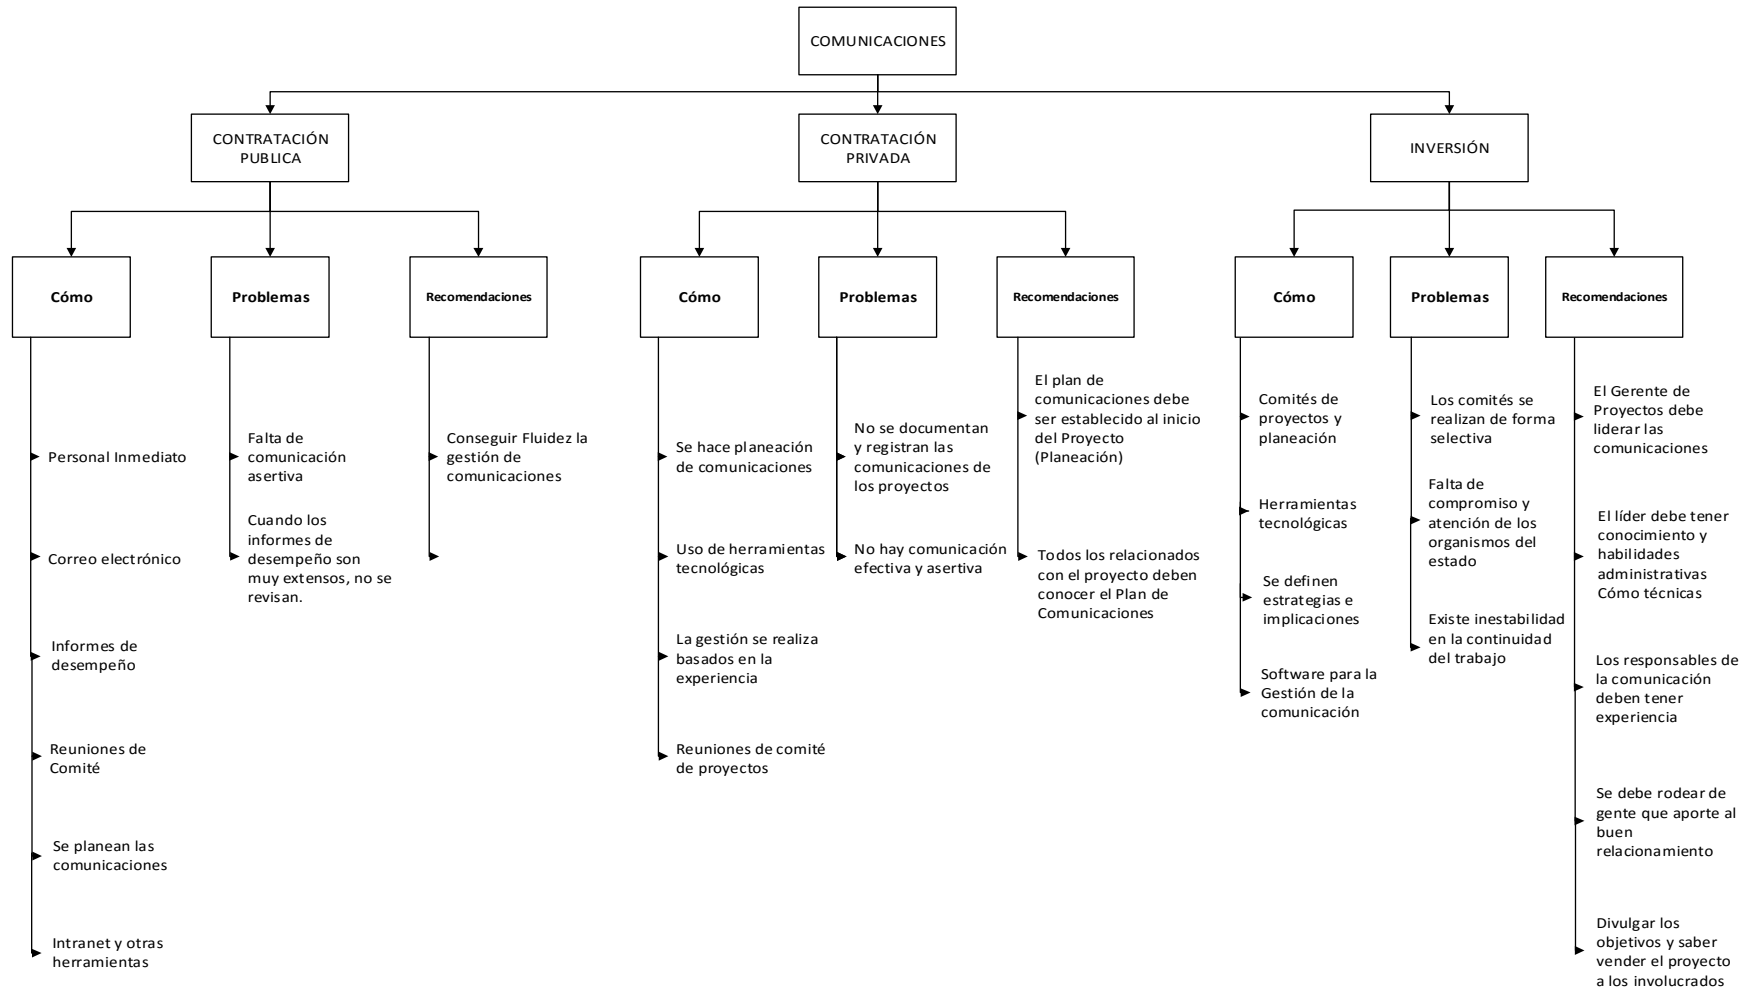 COMUNICACIONES
CONTRATACIÓN
PUBLICA
CONTRATACIÓN
PRIVADA
INVERSIÓN
Cómo
Problemas
Recomendaciones
Cómo
Problemas
Recomendaciones
Cómo
Problemas
Recomendaciones
Personal Inmediato
Correo electrónico
Informes de
desempeño
Reuniones de
Comité
Se planean las
comunicaciones
Intranet y otras
herramientas
Falta de
comunicación
asertiva
Cuando los
informes de
desempeño son
muy extensos, no se
revisan.
Conseguir Fluidez la
gestión de
comunicaciones
Se hace planeación
de comunicaciones
Uso de herramientas
tecnológicas
La gestión se realiza
basados en la
experiencia
Reuniones de comité
de proyectos
No se documentan
y registran las
comunicaciones de
los proyectos
No hay comunicación
efectiva y asertiva
El plan de
comunicaciones debe
ser establecido al inicio
del Proyecto
(Planeación)
Todos los relacionados
con el proyecto deben
conocer el Plan de
Comunicaciones
Comités de
proyectos y
planeación
Herramientas
tecnológicas
Se definen
estrategias e
implicaciones
Software para la
Gestión de la
comunicación
Los comités se
realizan de forma
selectiva
Falta de
compromiso y
atención de los
organismos del
estado
Existe inestabilidad
en la continuidad
del trabajo
El Gerente de
Proyectos debe
liderar las
comunicaciones
El líder debe tener
conocimiento y
habilidades
administrativas
Cómo técnicas
Los responsables de
la comunicación
deben tener
experiencia
Se debe rodear de
gente que aporte al
buen
relacionamiento
Divulgar los
objetivos y saber
vender el proyecto
a los involucrados